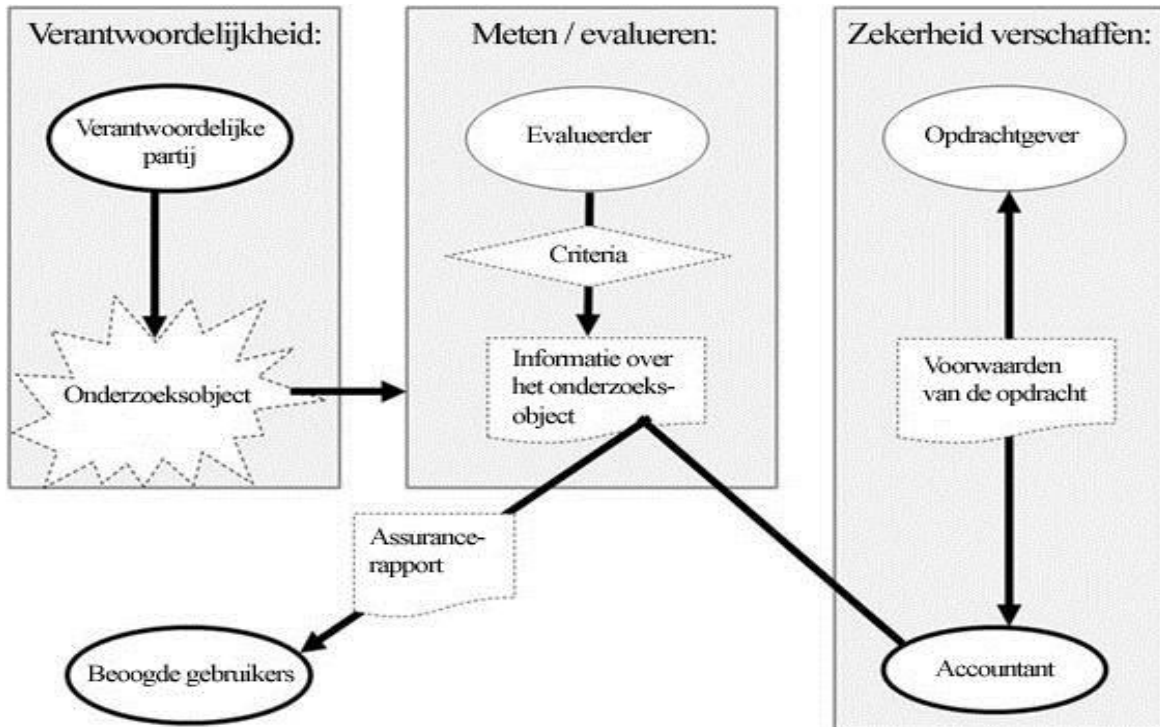 Verantwoordelijkheid:
Verantwoordelijke
partij
Onderzoeksobject
Meten / evalueren:
Evalueerder
Criteria
Informatie over
het onderzoeks-
object
Zekerheid verschaffen:
Opdrachtgever
Voorwaarden
van de opdracht
Accountant
Assurance-
rapport
Beoogde gebruikers